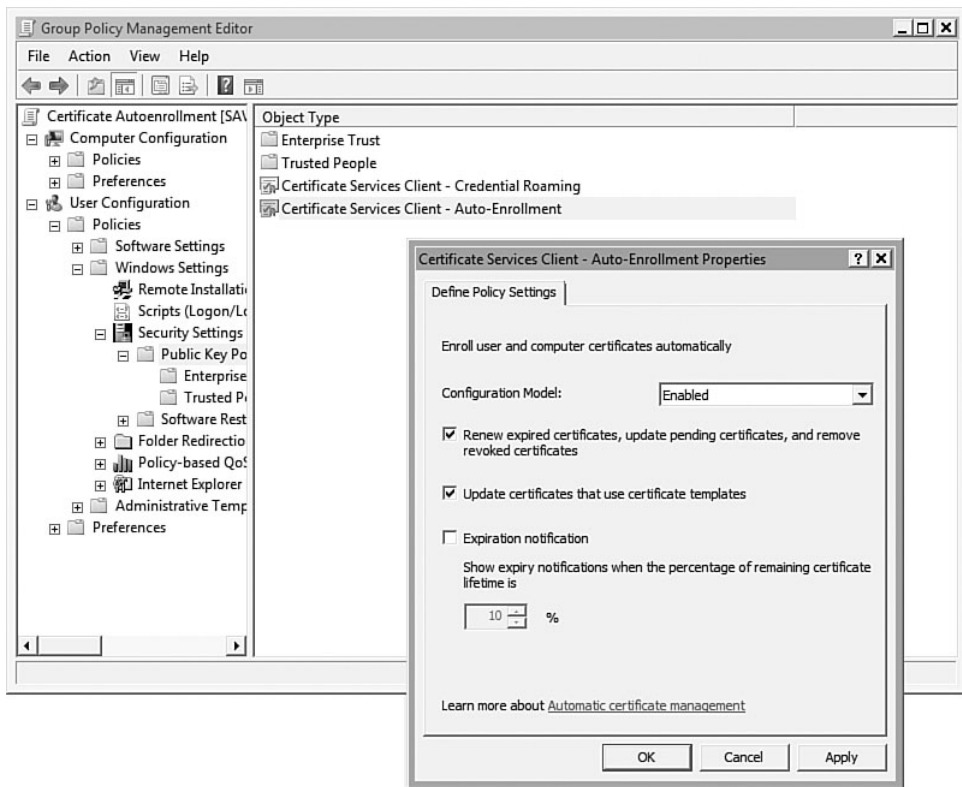 Group Policy Management Editor
File Action View Help
Certificate Autoenrollment [SAV
Computer Configuration
Policies
Preferences
User Configuration
Policies
Software Settings
Windows Settings
Remote Installati
Scripts (Logon/Lo
Security Settings
Public Key Po
Enterprise
Trusted P
Software Rest
Folder Redirectio
Policy-based QoS
Internet Explorer
Administrative Temp
Preferences
Object Type
Enterprise Trust
Trusted People
Certificate Services Client - Credential Roaming
Certificate Services Client - Auto-Enrollment
Certificate Services Client - Auto-Enrollment Properties
Define Policy Settings
Enroll user and computer certificates automatically
Configuration Model: Enabled
Renew expired certificates, update pending certificates, and remove
revoked certificates
Update certificates that use certificate templates
Expiration notification
Show expiry notifications when the percentage of remaining certificate
lifetime is
10 %
Learn more about Automatic certificate management
OK Cancel Apply